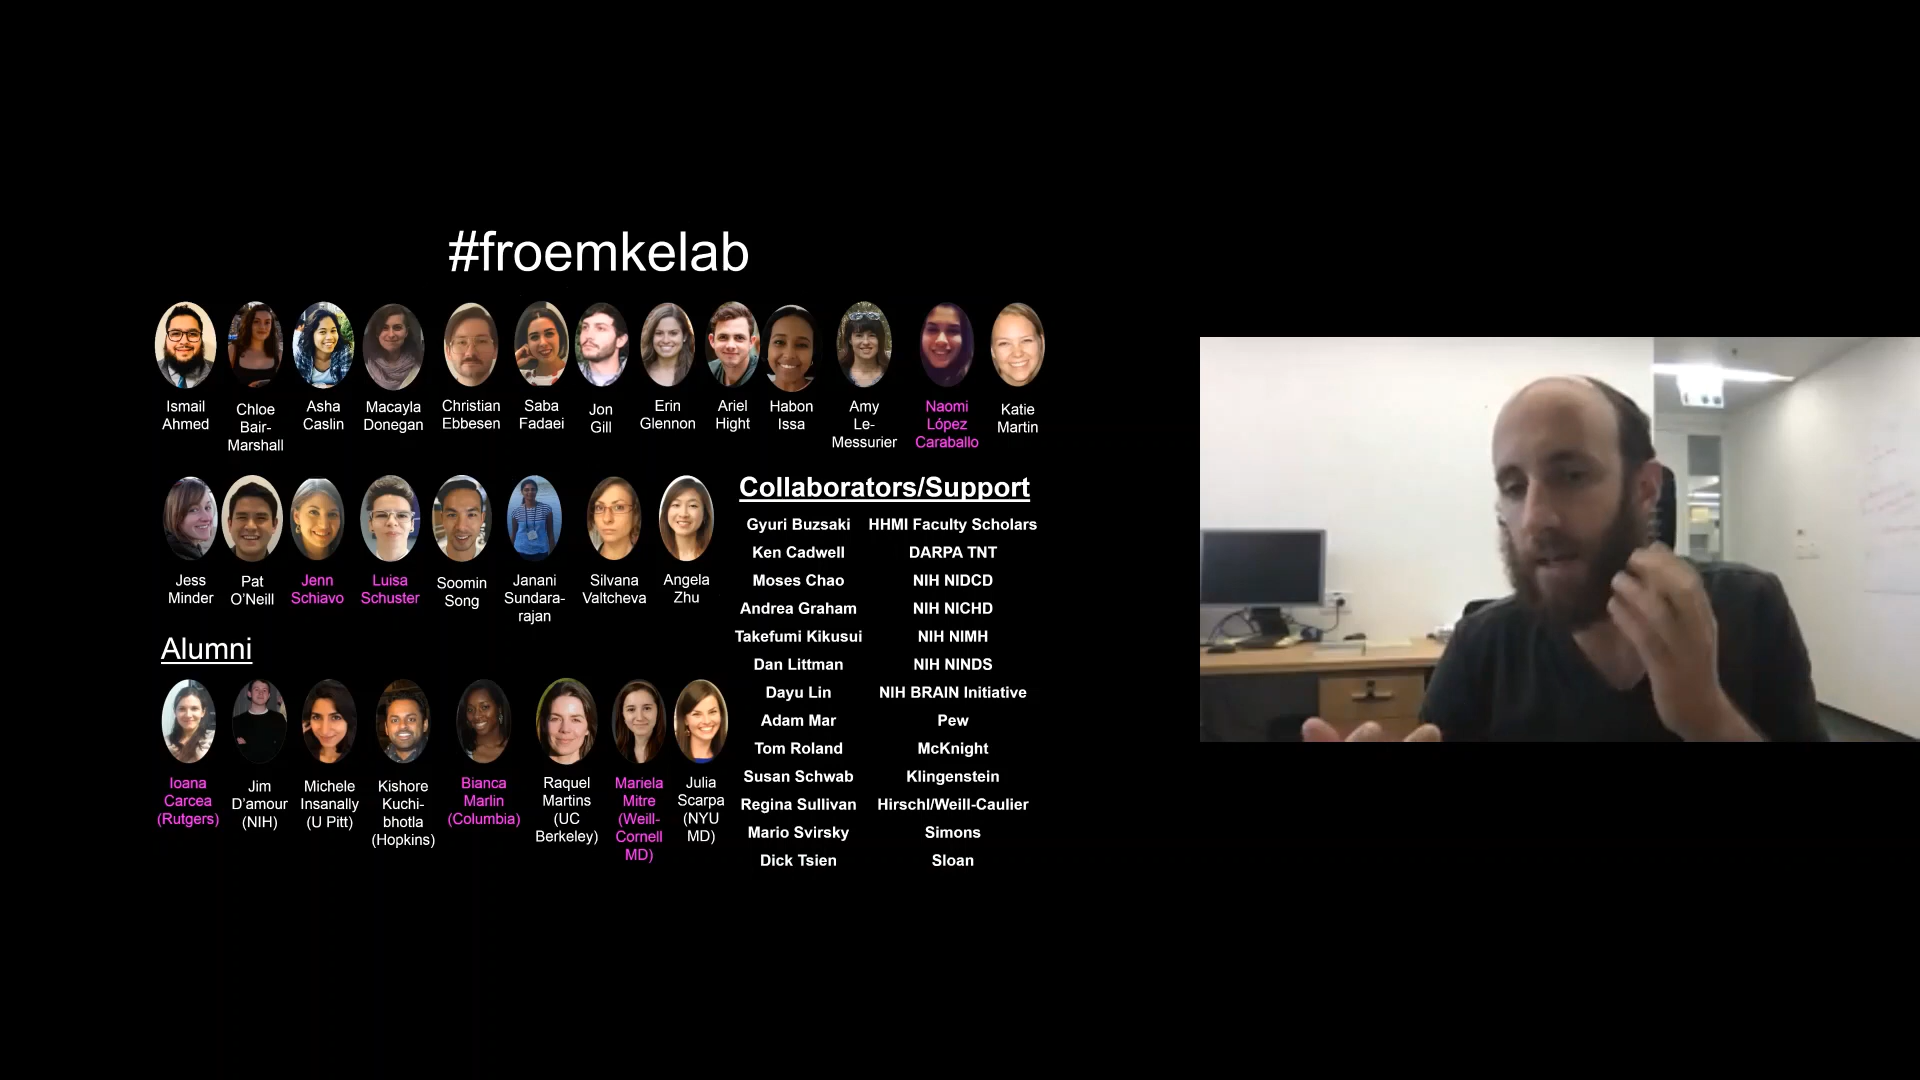 #froemkelab
Ismail
Ahmed
Chloe
Bair-
Marshall
Asha
Caslin
Macayla
Donegan
Christian
Ebbesen
Saba
Fadaei
Jon
Gill
Erin
Glennon
Ariel
Hight
Habon
Issa
Amy
Le-
Messurier
Naomi
López
Caraballo
Katie
Martin
Jess
Minder
Pat
O’Neill
Jenn
Schiavo
Luisa
Schuster
Soomin
Song
Janani
Sundara-
rajan
Silvana
Valtcheva
Angela
Zhu
Alumni
Ioana
Carcea
(Rutgers)
Jim
D’amour
(NIH)
Michele
Insanally
(U Pitt)
Kishore
Kuchi-
bhotla
(Hopkins)
Bianca
Marlin
(Columbia)
Raquel
Martins
(UC
Berkeley)
Mariela
Mitre
(Weill-
Cornell
MD)
Julia
Scarpa
(NYU
MD)
Collaborators/Support
Gyuri Buzsaki
Ken Cadwell
Moses Chao
Andrea Graham
Takefumi Kikusui
Dan Littman
Dayu Lin
Adam Mar
Tom Roland
Susan Schwab
Regina Sullivan
Mario Svirsky
Dick Tsien
HHMI Faculty Scholars
DARPA TNT
NIH NIDCD
NIH NICHD
NIH NIMH
NIH NINDS
NIH BRAIN Initiative
Pew
McKnight
Klingenstein
Hirschl/Weill-Caulier
Simons
Sloan